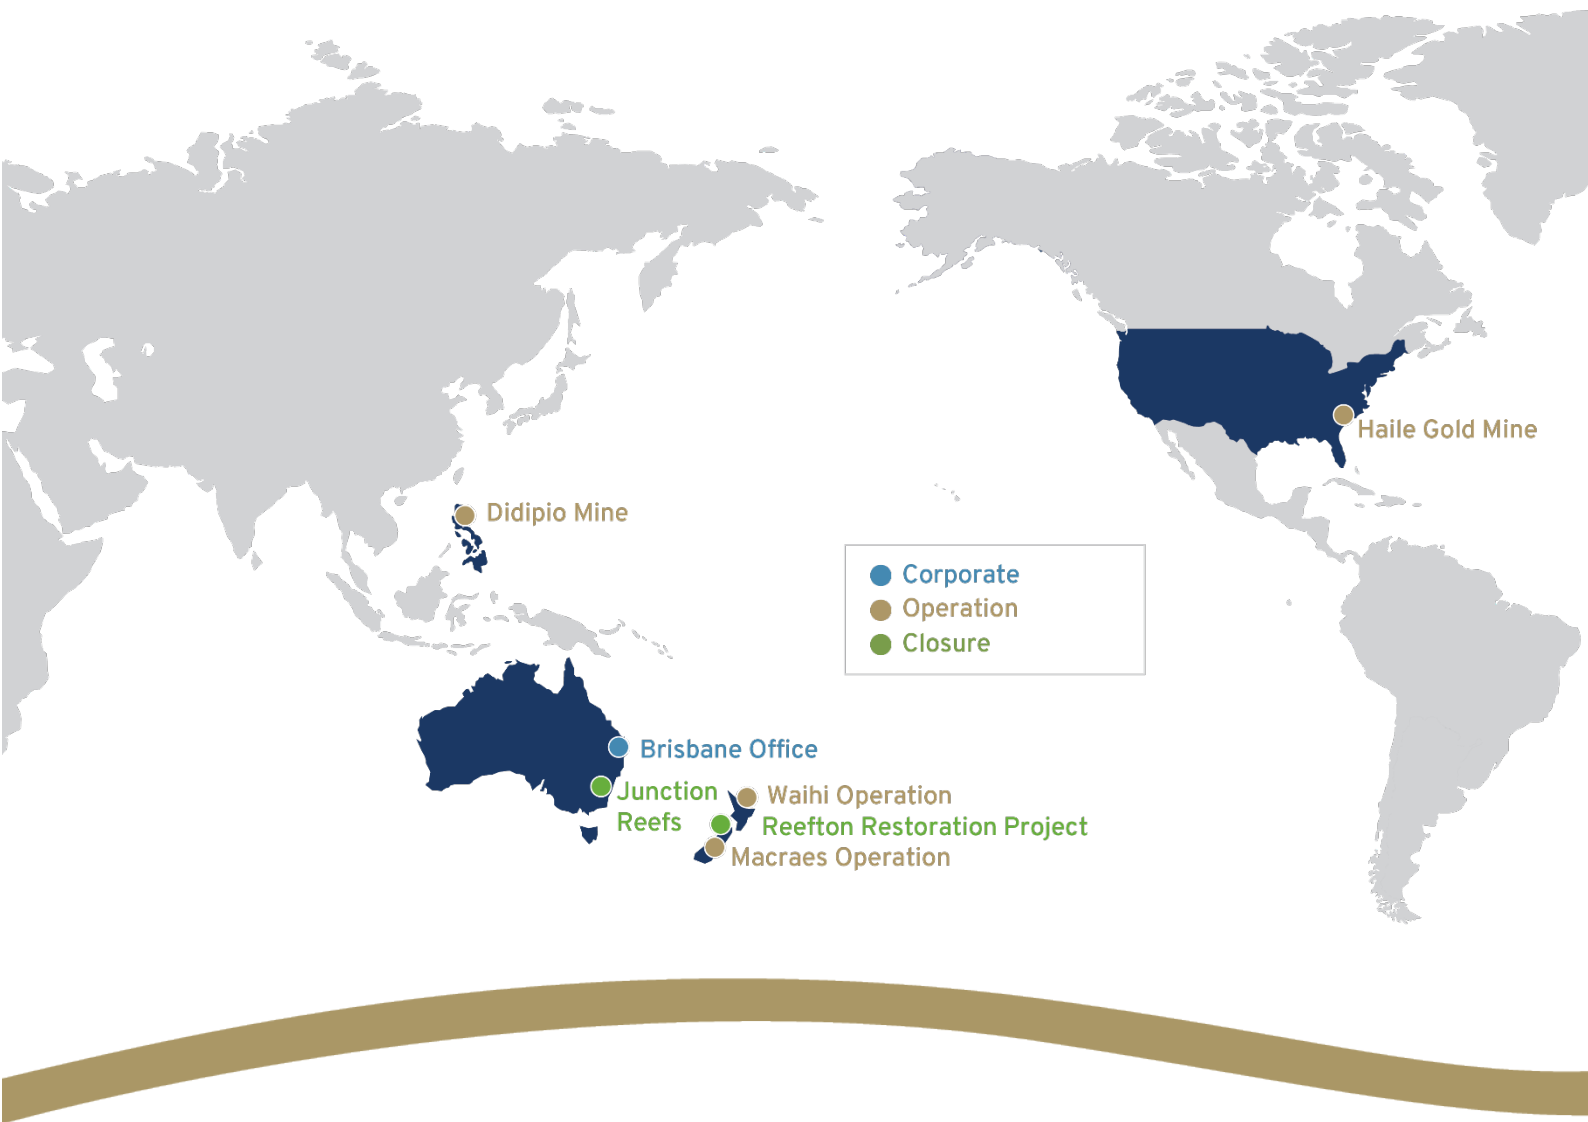 Haile Gold Mine
Didipio Mine
Corporate
Operation
Closure
Brisbane Office
Junction
Reefs
Waihi Operation
Reefton Restoration Project
Macraes Operation